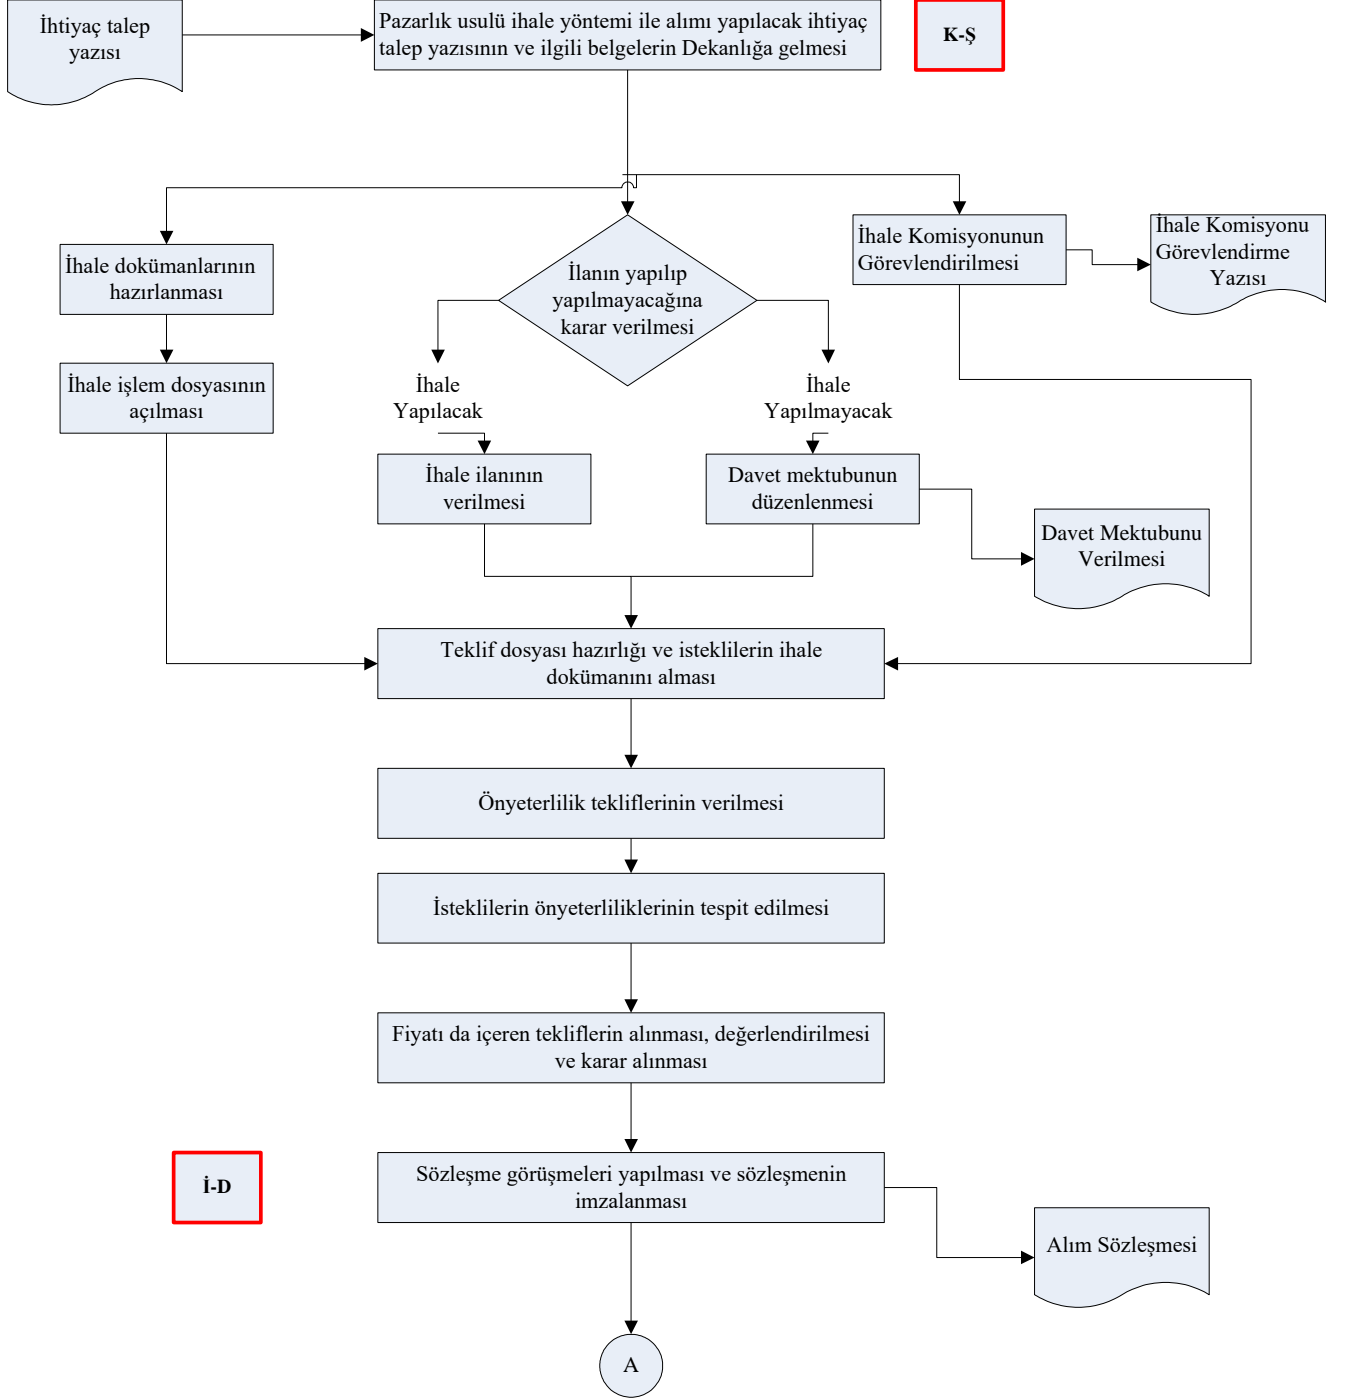 İhtiyaç talep
yazısı
Pazarlık usulü ihale yöntemi ile alımı yapılacak ihtiyaç
talep yazısının ve ilgili belgelerin Dekanlığa gelmesi
K-Ş
İhale dokümanlarının
hazırlanması
İlanın yapılıp
yapılmayacağına
karar verilmesi
İhale Komisyonunun
Görevlendirilmesi
İhale Komisyonu
Görevlendirme
Yazısı
İhale işlem dosyasının
açılması
İhale
Yapılacak
İhale
Yapılmayacak
İhale ilanının
verilmesi
Davet mektubunun
düzenlenmesi
Davet Mektubunu
Verilmesi
Teklif dosyası hazırlığı ve isteklilerin ihale
dokümanını alması
Önyeterlilik tekliflerinin verilmesi
İsteklilerin önyeterliliklerinin tespit edilmesi
Fiyatı da içeren tekliflerin alınması, değerlendirilmesi
ve karar alınması
İ-D
Sözleşme görüşmeleri yapılması ve sözleşmenin
imzalanması
Alım Sözleşmesi
A